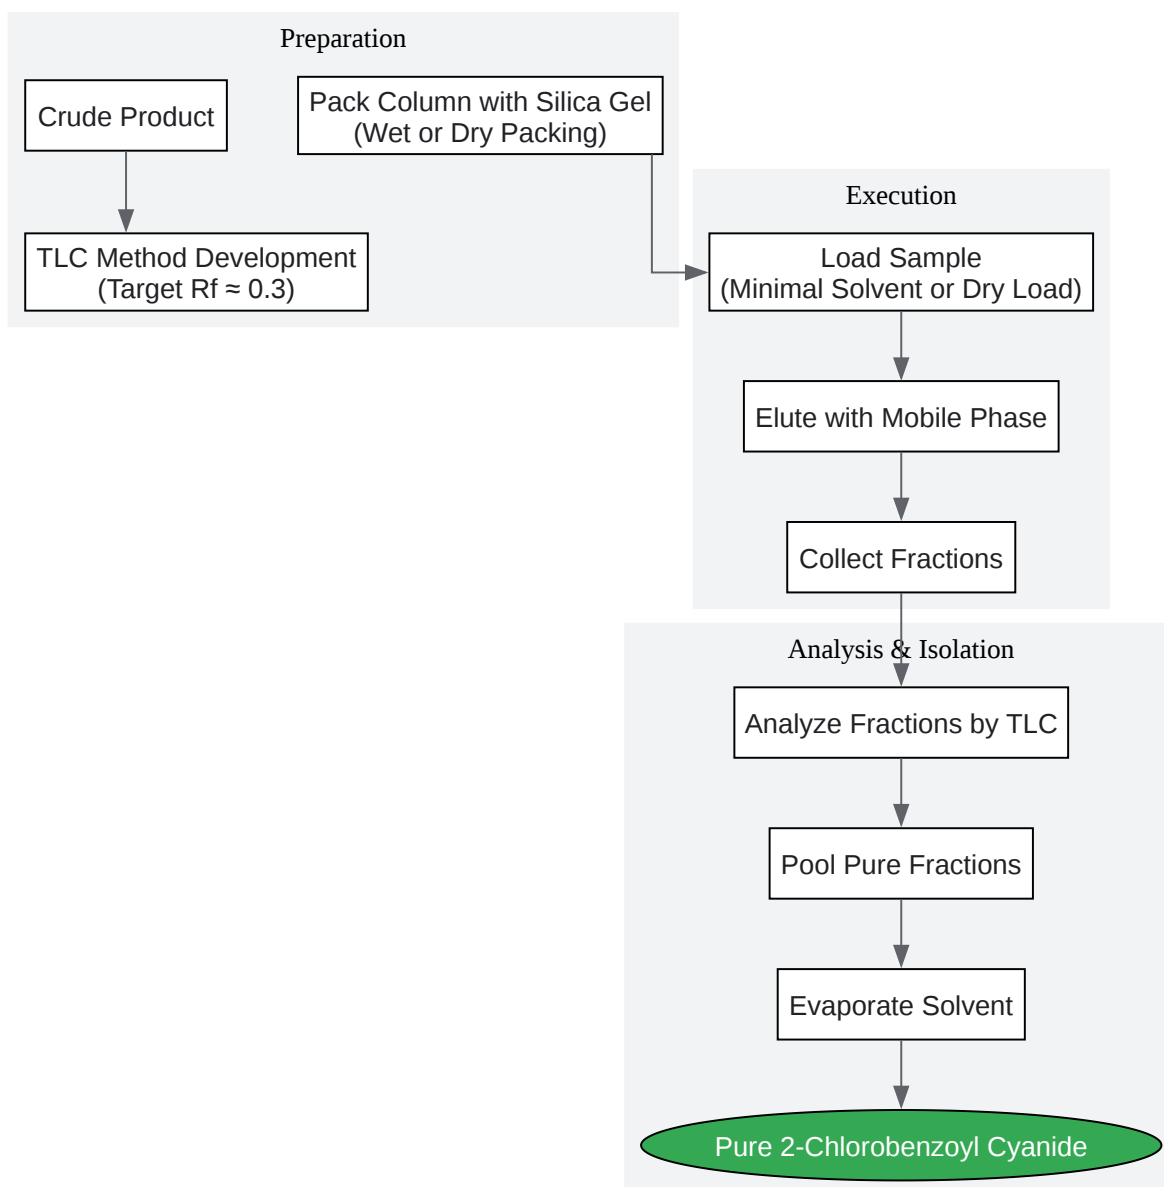 Preparation
Crude Product
Pack Column with Silica Gel
(Wet or Dry Packing)
TLC Method Development
(Target Rf ≈ 0.3)
Execution
Load Sample
(Minimal Solvent or Dry Load)
Elute with Mobile Phase
Collect Fractions
Analysis & Isolation
Analyze Fractions by TLC
Pool Pure Fractions
Evaporate Solvent
Pure 2-Chlorobenzoyl Cyanide